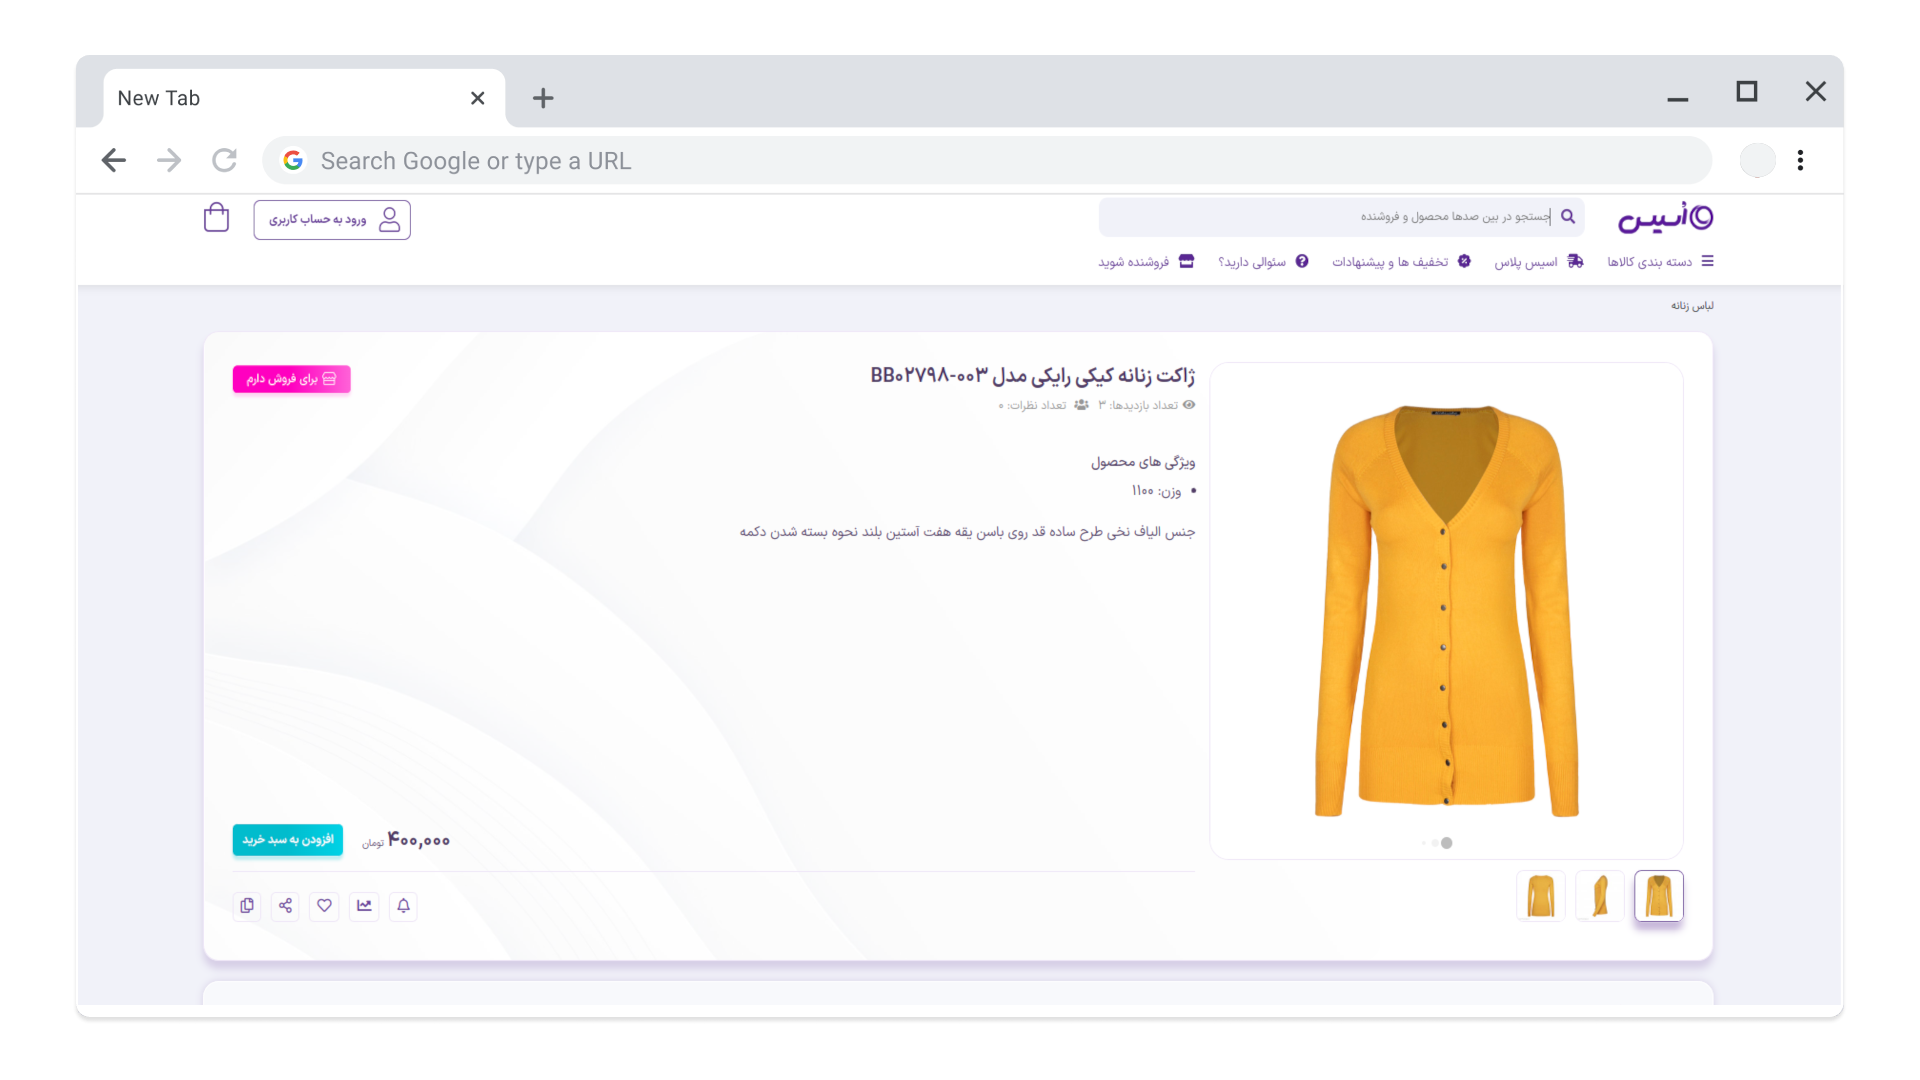 New Tab
Search Google or type a URL
اُسیس
جستجو در بین صدها محصول و فروشنده
ورود به حساب کاربری
دسته بندی کالاها
اسیس پلاس
تخفیف ها و پیشنهادات
سئوالی دارید؟
فروشنده شوید
لباس زنانه
ژاکت زنانه کیکی رایکی مدل BB۰۲۷۹۸-۰۰۳
برای فروش دارم
تعداد بازدیدها: ۳ تعداد نظرات: ۰
ویژگی های محصول
• وزن: ۱۱۰۰
جنس الیاف نخی طرح ساده قد روی باسن یقه هفت آستین بلند نحوه بسته شدن دکمه
۴۰۰,۰۰۰ تومان
افزودن به سبد خرید